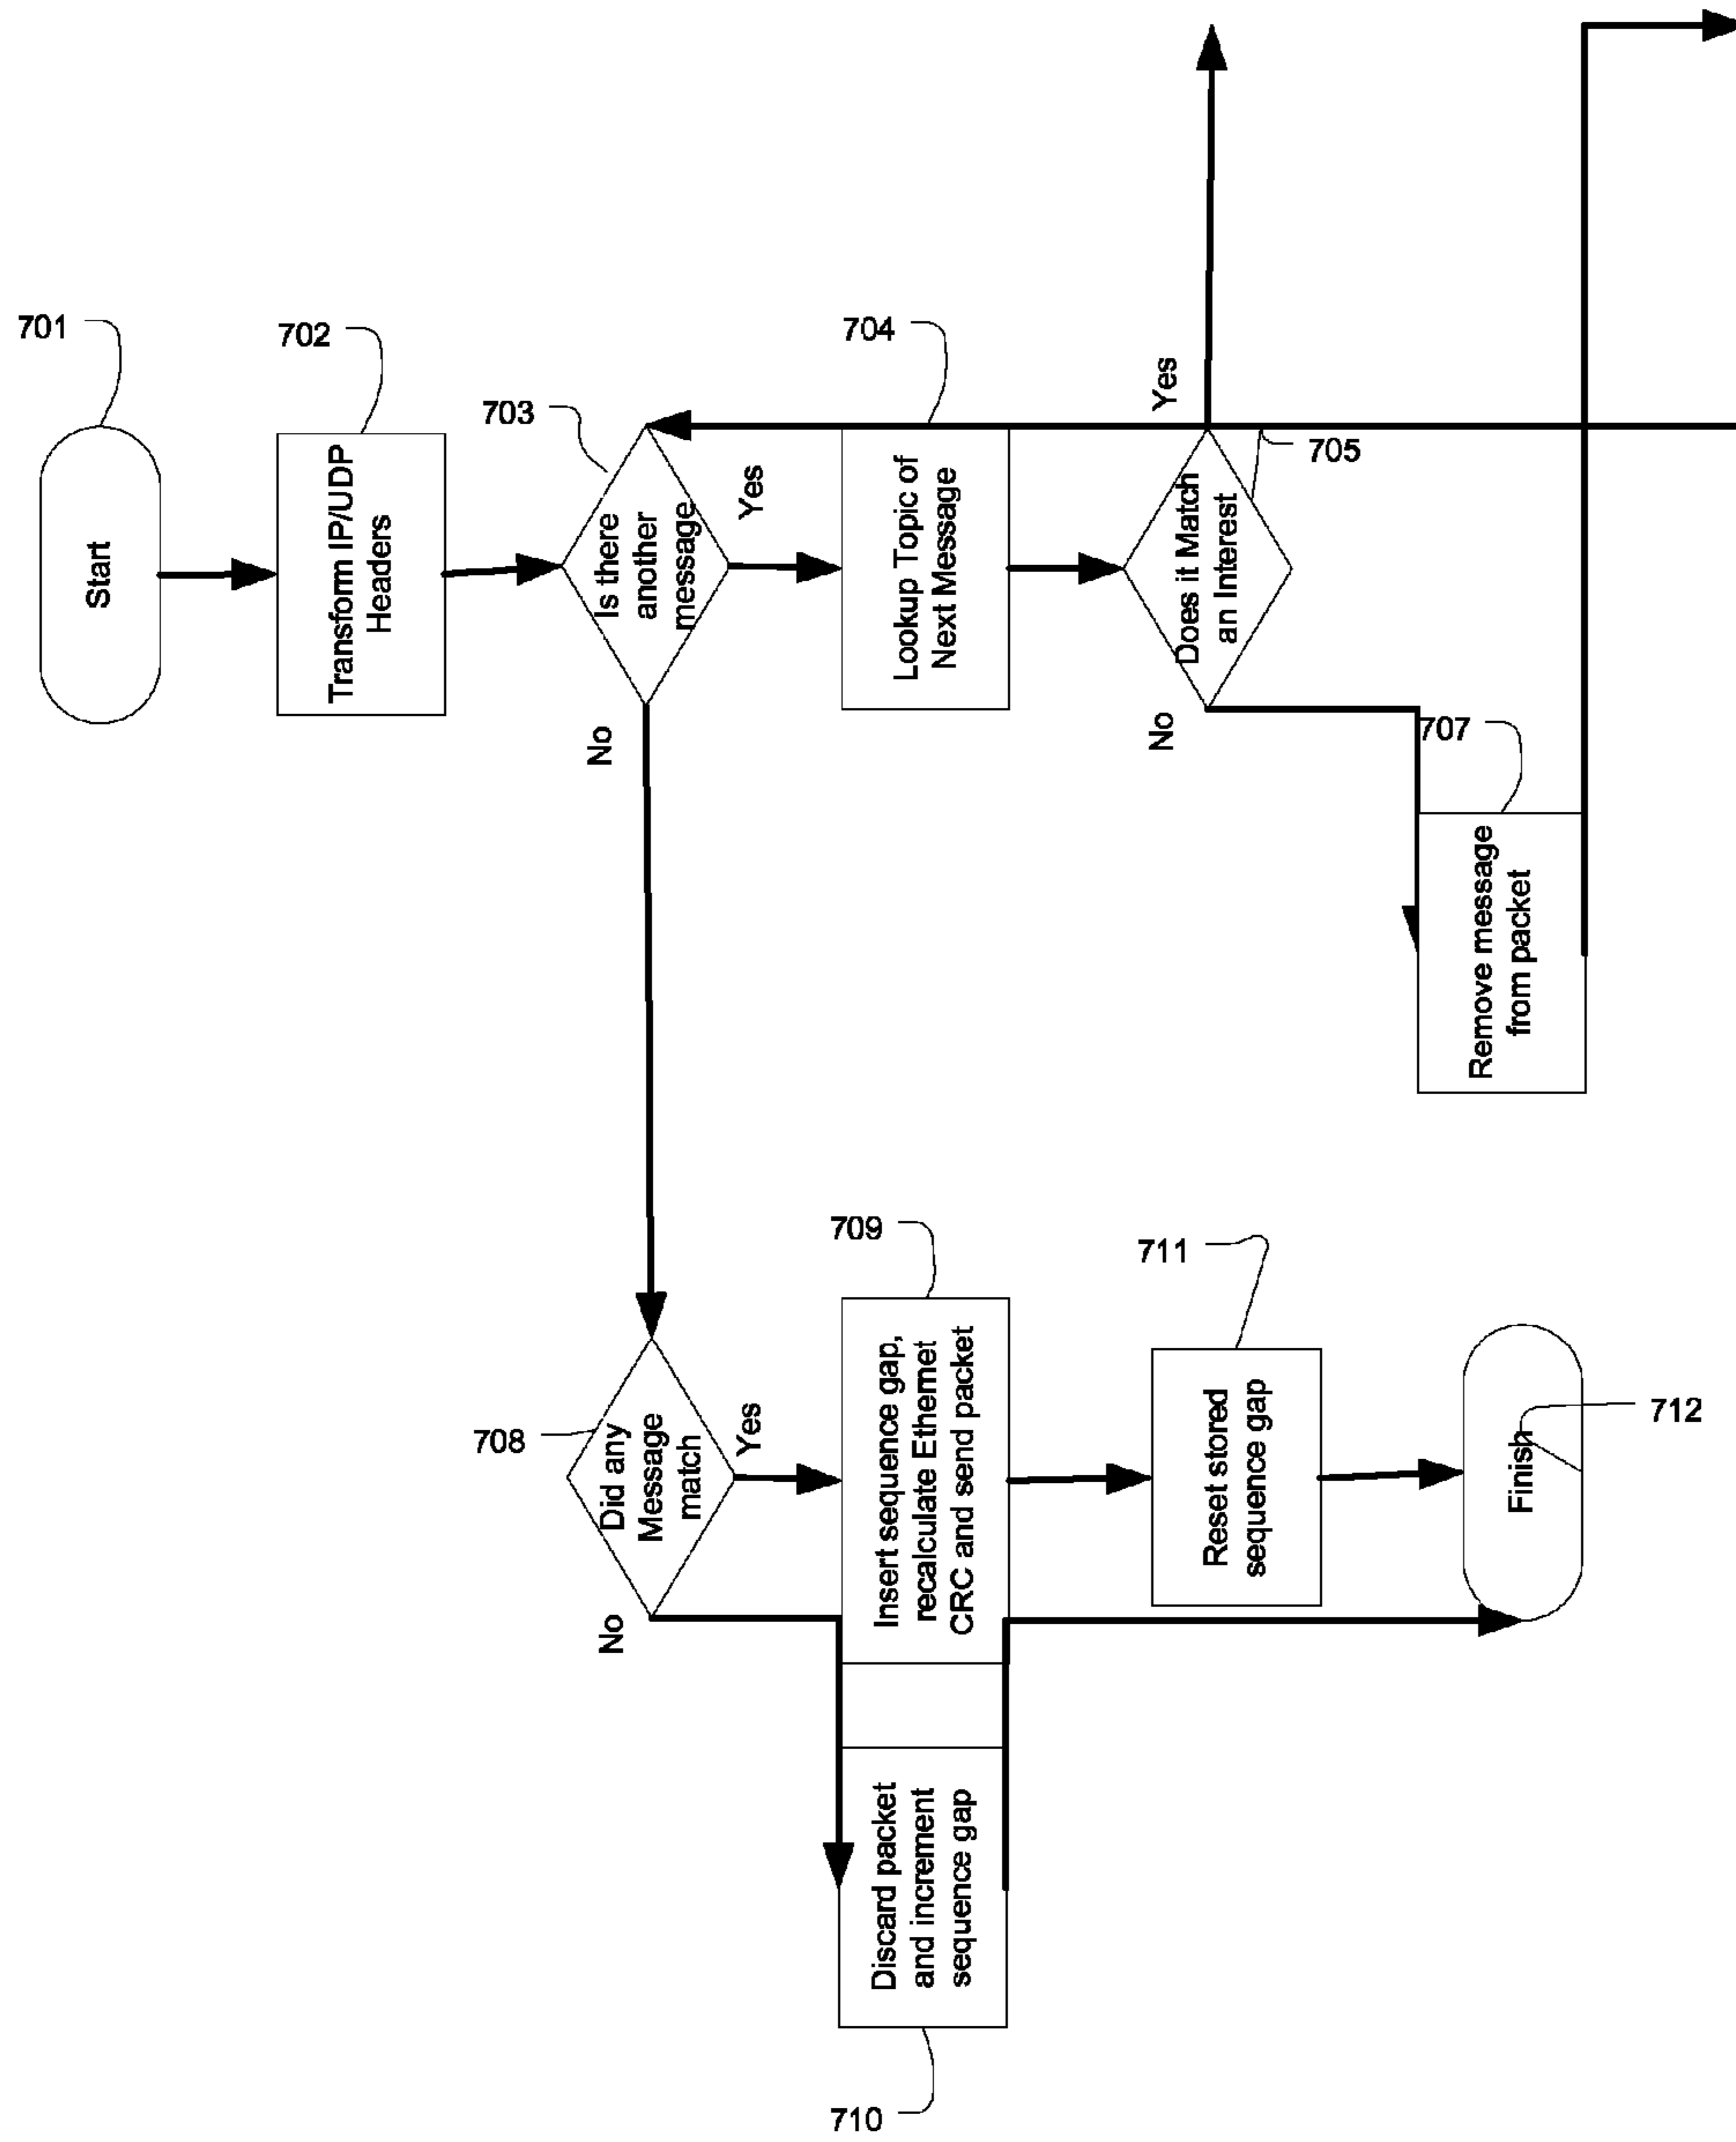 701
Start
702
Transform IP/UDP
Headers
703
Is there
another
message
Yes
No
704
Lookup Topic of
Next Message
705
Does it Match
an Interest
Yes
No
707
Remove message
from packet
708
Did any
Message
match
Yes
No
709
Insert sequence gap,
recalculate Ethernet
CRC and send packet
710
Discard packet
and increment
sequence gap
711
Reset stored
sequence gap
712
Finish